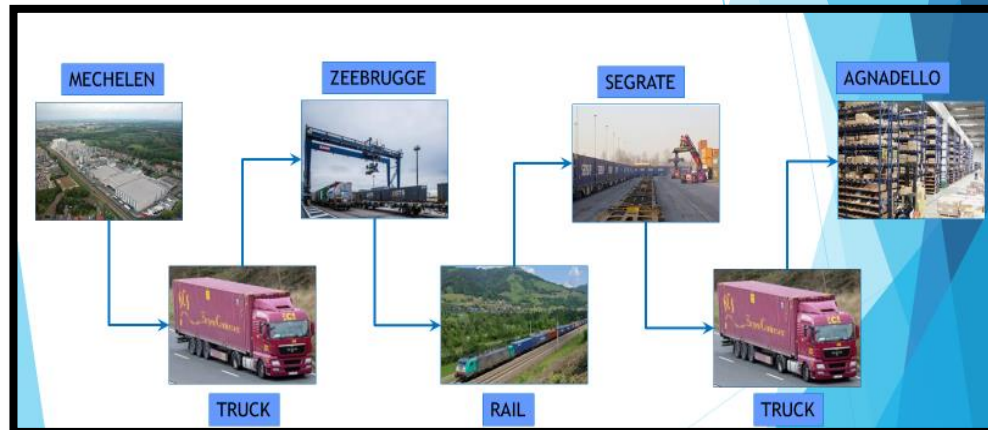 MECHELEN
ZEEBRUGGE
SEGRATE
AGNADELLO
TRUCK
RAIL
TRUCK